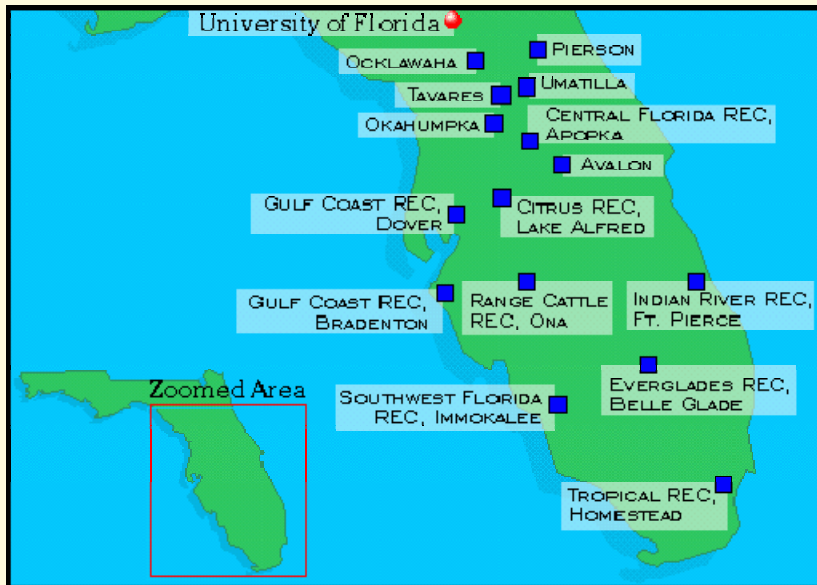 University of Florida
PIERSON
OCKLAWAHA
UMATILLA
TAVARES
CENTRAL FLORIDA REC,
APOPKA
OKAHUMPKA
AVALON
GULF COAST REC,
DOVER
CITRUS REC,
LAKE ALFRED
GULF COAST REC,
BRADENTON
RANGE CATTLE
REC, ONA
INDIAN RIVER REC,
FT. PIERCE
Zoomed Area
SOUTHWEST FLORIDA
REC, IMMOKALEE
EVERGLADES REC,
BELLE GLADE
TROPICAL REC,
HOMESTEAD